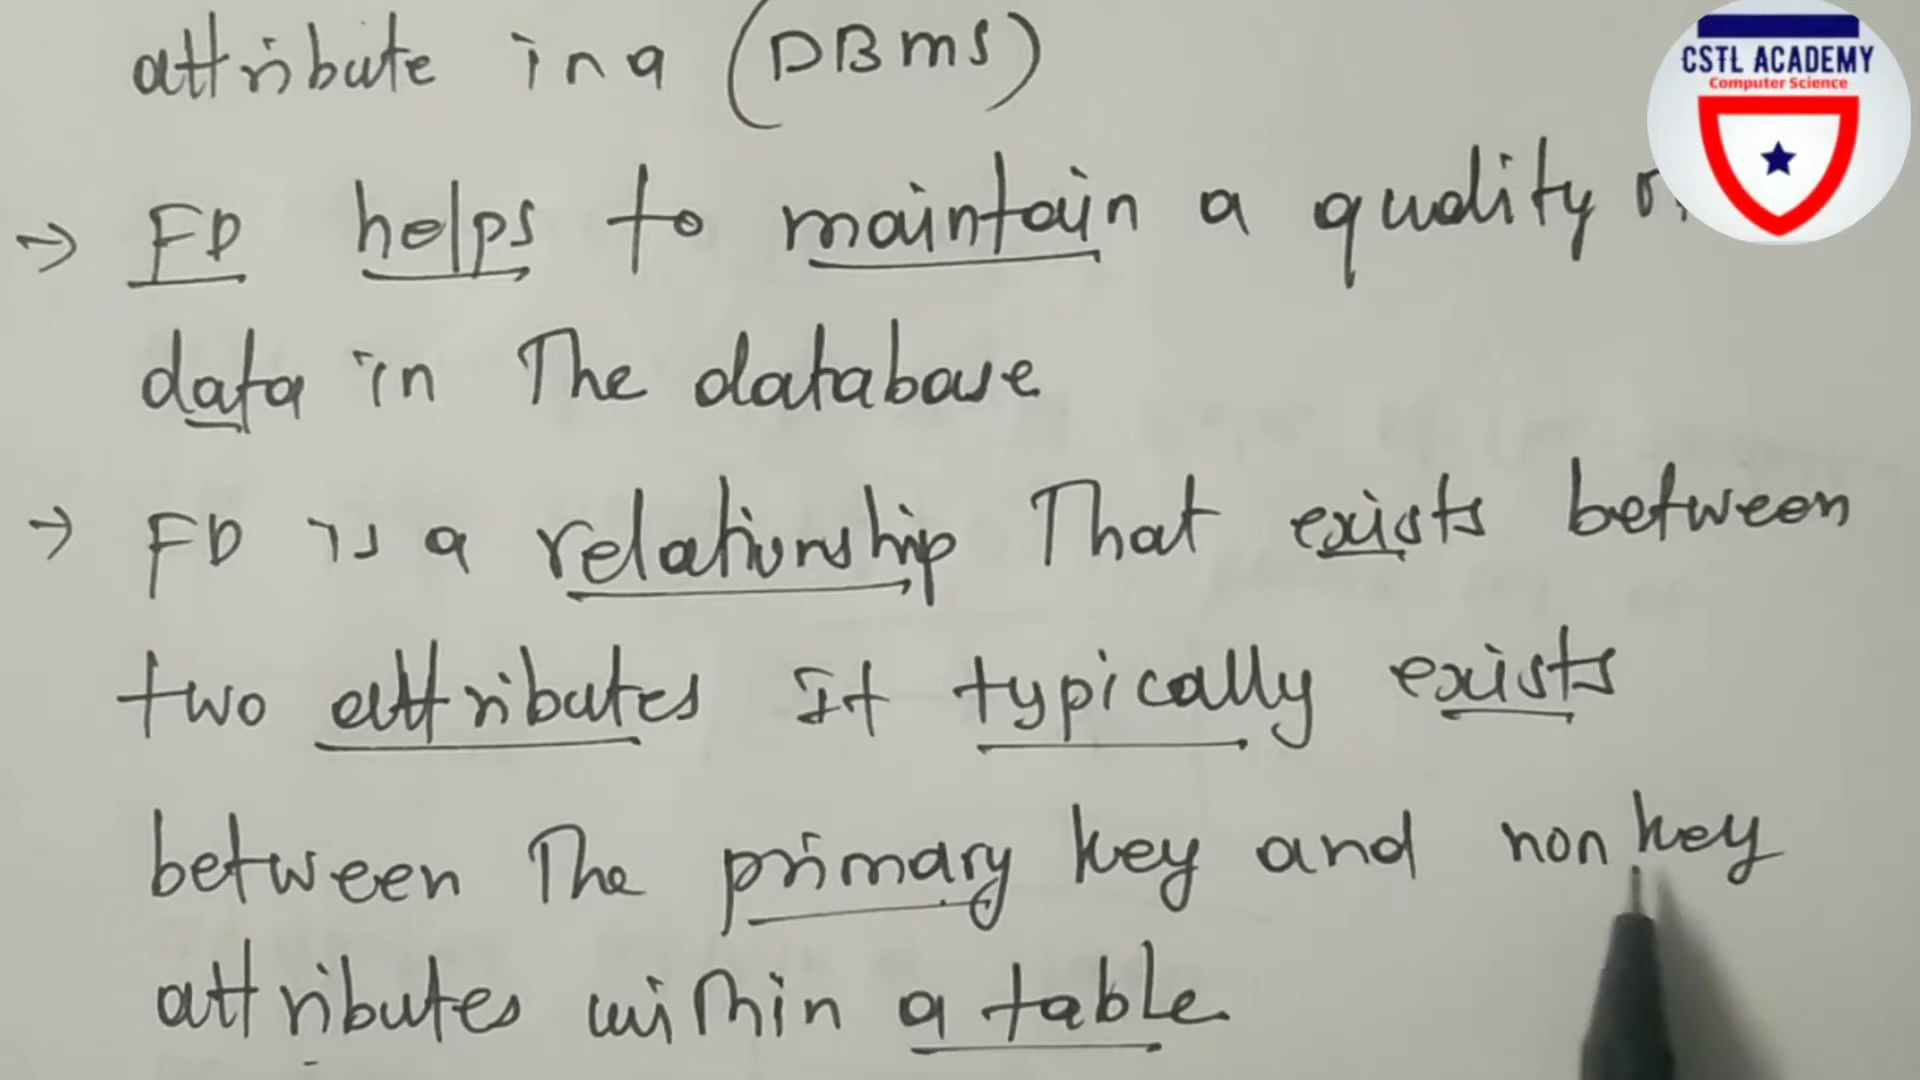 attribute in a (DBMS)
CSTL ACADEMY
Computer Science
→ FD helps to maintain a quality
data in The database
→ FD is a relationship That exists between
two attributes It typically exists
between The primary key and non key
attributes within a table